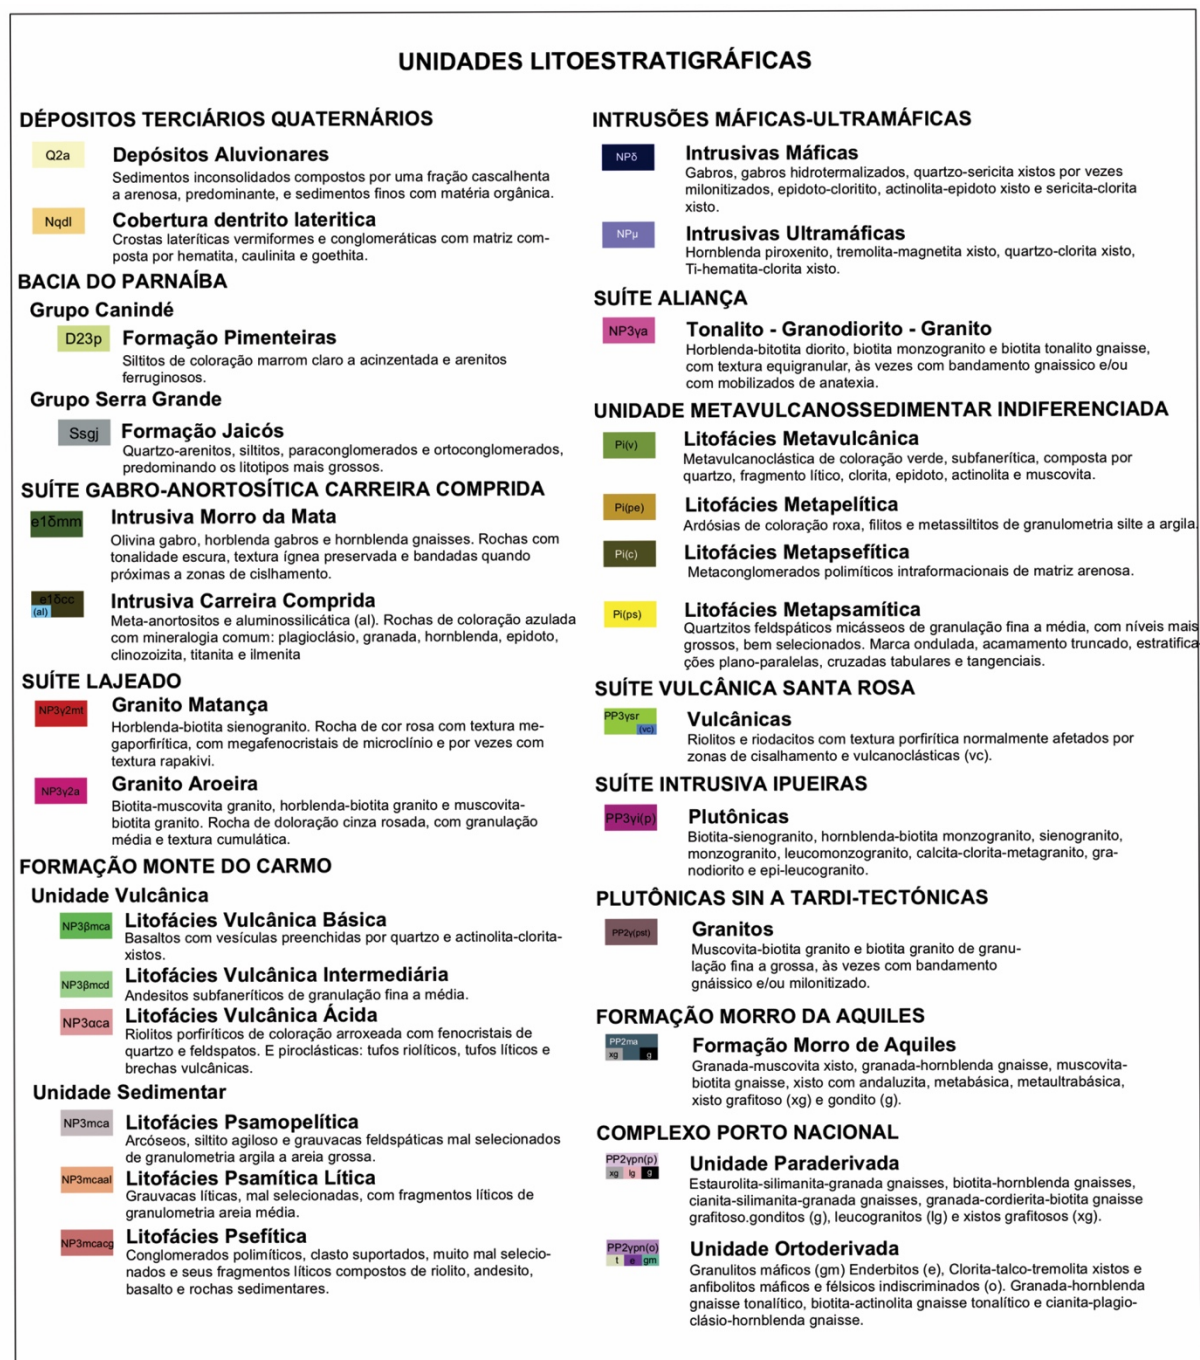 UNIDADES LITOESTRATIGRÁFICAS
DÉPOSITOS TERCIÁRIOS QUATERNÁRIOS
Q2a
Depósitos Aluvionares
Sedimentos inconsolidados compostos por uma fração cascalhenta
a arenosa, predominante, e sedimentos finos com matéria orgânica.
Nqdl
Cobertura dentrito lateritica
Crostas lateríticas vermiformes e conglomeráticas com matriz com-
posta por hematita, caulinita e goethita.
BACIA DO PARNAÍBA
Grupo Canindé
D23p
Formação Pimenteiras
Siltitos de coloração marrom claro a acinzentada e arenitos
ferruginosos.
Grupo Serra Grande
Ssgj
Formação Jaicós
Quartzo-arenitos, siltitos, paraconglomerados e ortoconglomerados,
predominando os litotipos mais grossos.
SUÍTE GABRO-ANORTOSÍTICA CARREIRA COMPRIDA
e1δmm
Intrusiva Morro da Mata
Olivina gabro, horblenda gabros e hornblenda gnaisses. Rochas com
tonalidade escura, textura ígnea preservada e bandadas quando
próximas a zonas de cislhamento.
e1δcc
(al)
Intrusiva Carreira Comprida
Meta-anortositos e aluminossilicática (al). Rochas de coloração azulada
com mineralogia comum: plagioclásio, granada, hornblenda, epidoto,
clinozoizita, titanita e ilmenita
SUÍTE LAJEADO
NP3γ2mt
Granito Matança
Horblenda-biotita sienogranito. Rocha de cor rosa com textura me-
gaporfirítica, com megafenocristais de microclínio e por vezes com
textura rapakivi.
NP3γ2a
Granito Aroeira
Biotita-muscovita granito, horblenda-biotita granito e muscovita-
biotita granito. Rocha de doloração cinza rosada, com granulação
média e textura cumulática.
FORMAÇÃO MONTE DO CARMO
Unidade Vulcânica
NP3βmca
Litofácies Vulcânica Básica
Basaltos com vesículas preenchidas por quartzo e actinolita-clorita-
xistos.
NP3βmcd
Litofácies Vulcânica Intermediária
Andesitos subfaneríticos de granulação fina a média.
NP3αca
Litofácies Vulcânica Ácida
Riolitos porfiríticos de coloração arroxeada com fenocristais de
quartzo e feldspatos. E piroclásticas: tufos riolíticos, tufos líticos e
brechas vulcânicas.
Unidade Sedimentar
NP3mca
Litofácies Psamopelítica
Arcóseos, siltito agiloso e grauvacas feldspáticas mal selecionados
de granulometria argila a areia grossa.
NP3mcaal
Litofácies Psamítica Lítica
Grauvacas líticas, mal selecionadas, com fragmentos líticos de
granulometria areia média.
NP3mcacg
Litofácies Psefítica
Conglomerados polimíticos, clasto suportados, muito mal selecio-
nados e seus fragmentos líticos compostos de riolito, andesito,
basalto e rochas sedimentares.
INTRUSÕES MÁFICAS-ULTRAMÁFICAS
NPδ
Intrusivas Máficas
Gabros, gabros hidrotermalizados, quartzo-sericita xistos por vezes
milonitizados, epidoto-cloritito, actinolita-epidoto xisto e sericita-clorita
xisto.
NPμ
Intrusivas Ultramáficas
Hornblenda piroxenito, tremolita-magnetita xisto, quartzo-clorita xisto,
Ti-hematita-clorita xisto.
SUÍTE ALIANÇA
NP3γa
Tonalito - Granodiorito - Granito
Horblenda-bitotita diorito, biotita monzogranito e biotita tonalito gnaisse,
com textura equigranular, às vezes com bandamento gnaissico e/ou
com mobilizados de anatexia.
UNIDADE METAVULCANOSSEDIMENTAR INDIFERENCIADA
Pi(v)
Litofácies Metavulcânica
Metavulcanoclástica de coloração verde, subfanerítica, composta por
quartzo, fragmento lítico, clorita, epidoto, actinolita e muscovita.
Pi(pe)
Litofácies Metapelítica
Ardósias de coloração roxa, filitos e metassiltitos de granulometria silte a argila.
Pi(c)
Litofácies Metapsefítica
Metaconglomerados polimíticos intraformacionais de matriz arenosa.
Pi(ps)
Litofácies Metapsamítica
Quartzitos feldspáticos micásseos de granulação fina a média, com níveis mais
grossos, bem selecionados. Marca ondulada, acamamento truncado, estratifica-
ções plano-paralelas, cruzadas tabulares e tangenciais.
SUÍTE VULCÂNICA SANTA ROSA
PP3γsr
(vc)
Vulcânicas
Riolitos e riodacitos com textura porfirítica normalmente afetados por
zonas de cisalhamento e vulcanoclásticas (vc).
SUÍTE INTRUSIVA IPUEIRAS
PP3γi(p)
Plutônicas
Biotita-sienogranito, hornblenda-biotita monzogranito, sienogranito,
monzogranito, leucomonzogranito, calcita-clorita-metagranito, gra-
nodiorito e epi-leucogranito.
PLUTÔNICAS SIN A TARDI-TECTÓNICAS
PP2γ(pst)
Granitos
Muscovita-biotita granito e biotita granito de granu-
lação fina a grossa, às vezes com bandamento
gnáissico e/ou milonitizado.
FORMAÇÃO MORRO DA AQUILES
PP2ma
xg g
Formação Morro de Aquiles
Granada-muscovita xisto, granada-hornblenda gnaisse, muscovita-
biotita gnaisse, xisto com andaluzita, metabásica, metaultrabásica,
xisto grafitoso (xg) e gondito (g).
COMPLEXO PORTO NACIONAL
PP2γpn(p)
xg lg g
Unidade Paraderivada
Estaurolita-silimanita-granada gnaisses, biotita-hornblenda gnaisses,
cianita-silimanita-granada gnaisses, granada-cordierita-biotita gnaisse
grafitoso.gonditos (g), leucogranitos (lg) e xistos grafitosos (xg).
PP2γpn(o)
t e gm
Unidade Ortoderivada
Granulitos máficos (gm) Enderbitos (e), Clorita-talco-tremolita xistos e
anfibolitos máficos e félsicos indiscriminados (o). Granada-hornblenda
gnaisse tonalítico, biotita-actinolita gnaisse tonalítico e cianita-plagio-
clásio-hornblenda gnaisse.